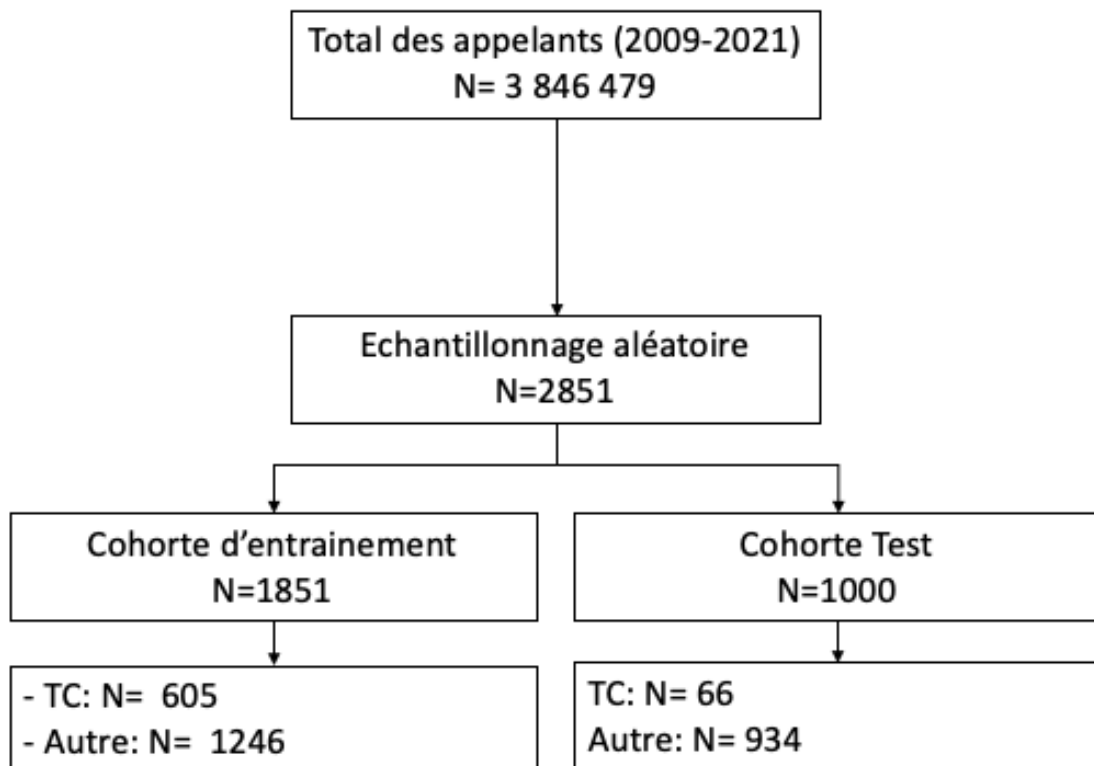 Total des appelants (2009-2021)
N= 3 846 479
Echantillonnage aléatoire
N=2851
Cohorte d’entrainement
N=1851
Cohorte Test
N=1000
- TC: N=  605
- Autre: N=  1246
TC: N= 66
Autre: N= 934